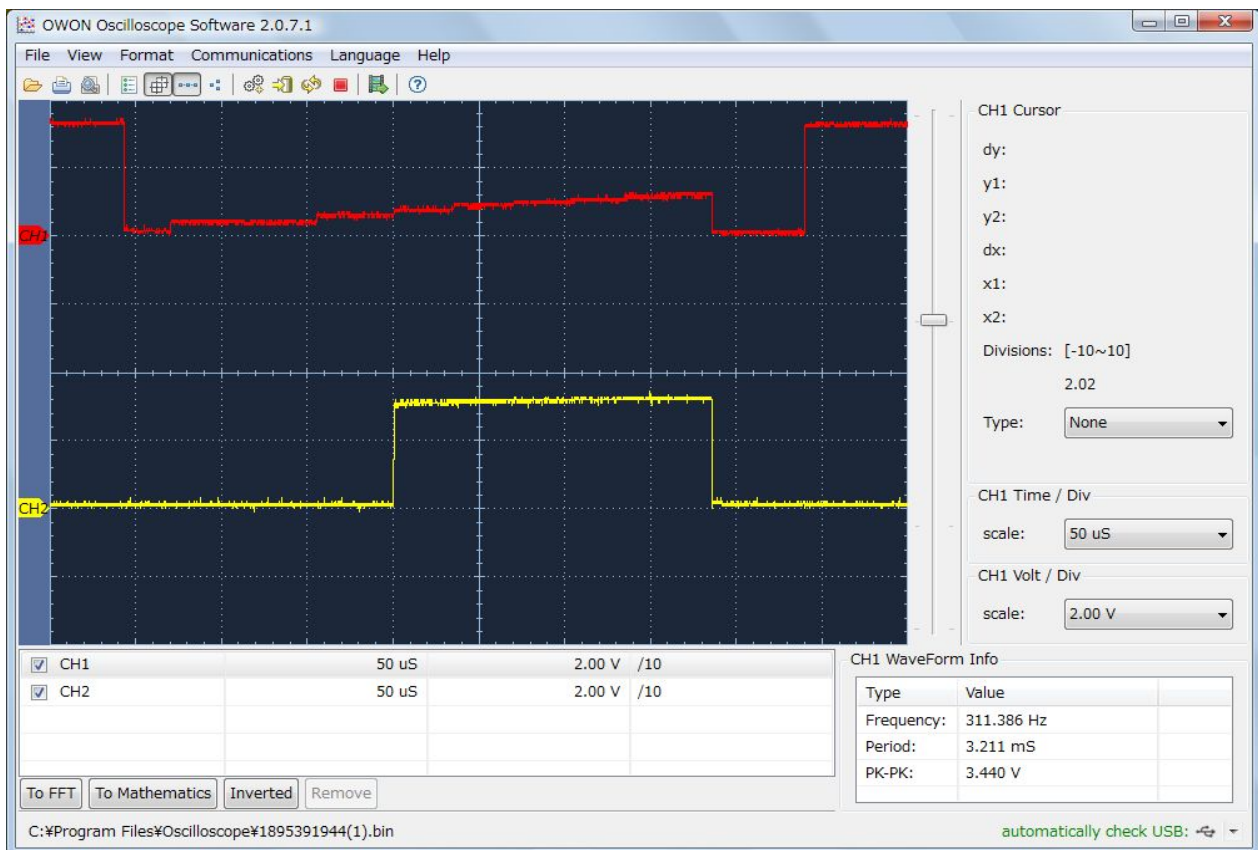 OWON Oscilloscope Software 2.0.7.1
File View Format Communications Language Help
CH1 Cursor
dy:
y1:
y2:
dx:
x1:
x2:
Divisions: [-10~10]
2.02
Type: None
CH1
CH2
CH1 Time / Div
scale: 50 uS
CH1 Volt / Div
scale: 2.00 V
CH1 50 uS 2.00 V /10
CH2 50 uS 2.00 V /10
CH1 WaveForm Info
Type Value
Frequency: 311.386 Hz
Period: 3.211 mS
PK-PK: 3.440 V
To FFT To Mathematics Inverted Remove
C:¥Program Files¥Oscilloscope¥1895391944(1).bin
automatically check USB: